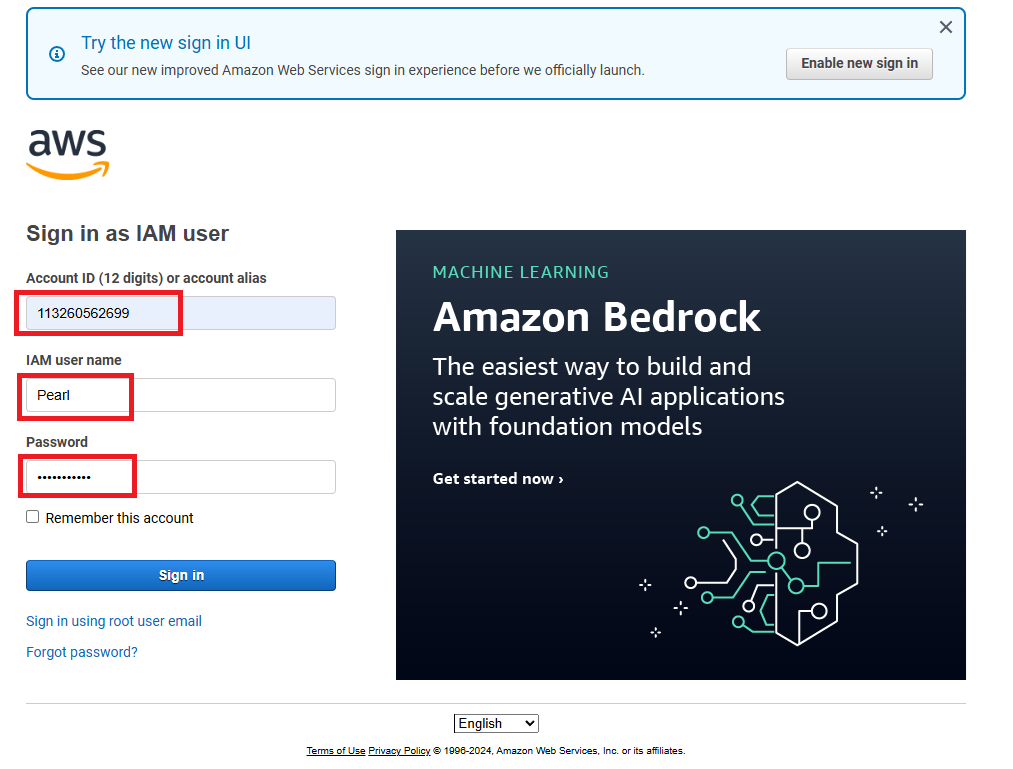 Try the new sign in UI
See our new improved Amazon Web Services sign in experience before we officially launch.
Enable new sign in
aws
Sign in as IAM user
Account ID (12 digits) or account alias
113260562699
IAM user name
Pearl
Password
•••••••••••
Remember this account
Sign in
Sign in using root user email
Forgot password?
MACHINE LEARNING
Amazon Bedrock
The easiest way to build and
scale generative AI applications
with foundation models
Get started now ›
English
Terms of Use Privacy Policy © 1996-2024, Amazon Web Services, Inc. or its affiliates.